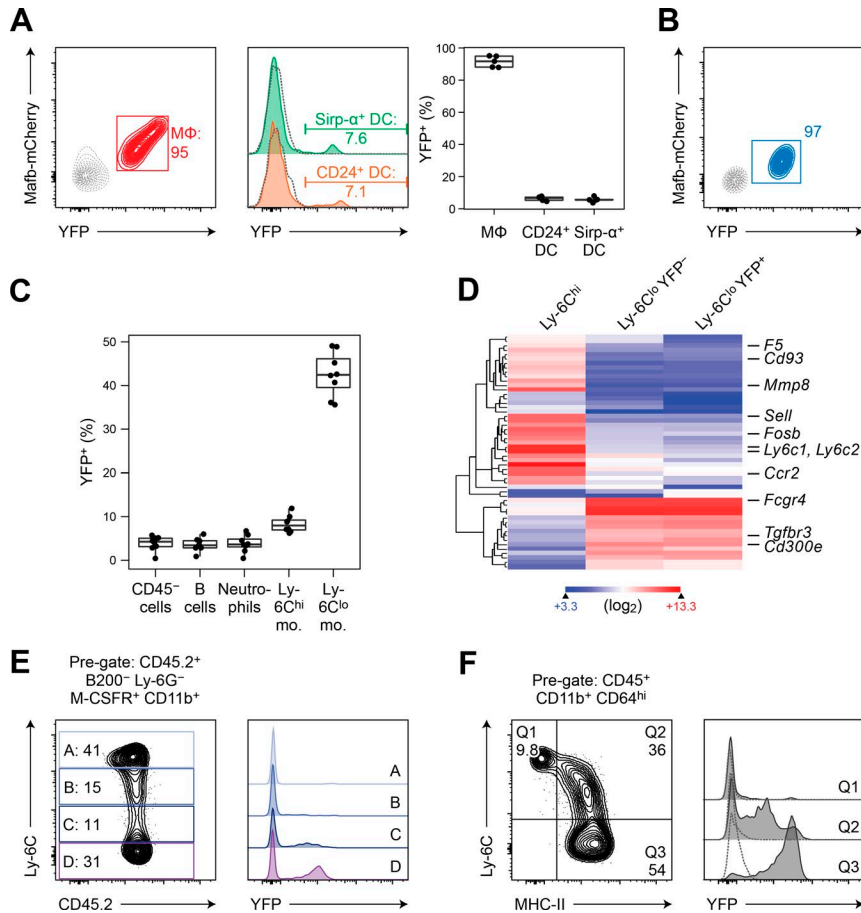 A
Mafb-mCherry
MΦ:
95
YFP
Sirp-α⁺ DC:
7.6
CD24⁺ DC:
7.1
YFP
YFP⁺ (%)
100
80
60
40
20
0
MΦ
CD24⁺
DC
Sirp-α⁺
DC
B
Mafb-mCherry
97
YFP
C
YFP⁺ (%)
50
40
30
20
10
0
CD45⁻
cells
B
cells
Neutro-
phils
Ly-
6Cʰⁱ
mo.
Ly-
6Cˡᵒ
mo.
D
Ly-6Cʰⁱ
Ly-6Cˡᵒ YFP⁻
Ly-6Cˡᵒ YFP⁺
F5
Cd93
Mmp8
Sell
Fosb
Ly6c1, Ly6c2
Ccr2
Fcgr4
Tgfbr3
Cd300e
+3.3
(log₂)
+13.3
E
Pre-gate: CD45.2⁺
B200⁻ Ly-6G⁻
M-CSFR⁺ CD11b⁺
Ly-6C
A: 41
B: 15
C: 11
D: 31
CD45.2
A
B
C
D
YFP
F
Pre-gate: CD45⁺
CD11b⁺ CD64ʰⁱ
Ly-6C
Q1
9.8
Q2
36
Q3
54
MHC-II
Q1
Q2
Q3
YFP